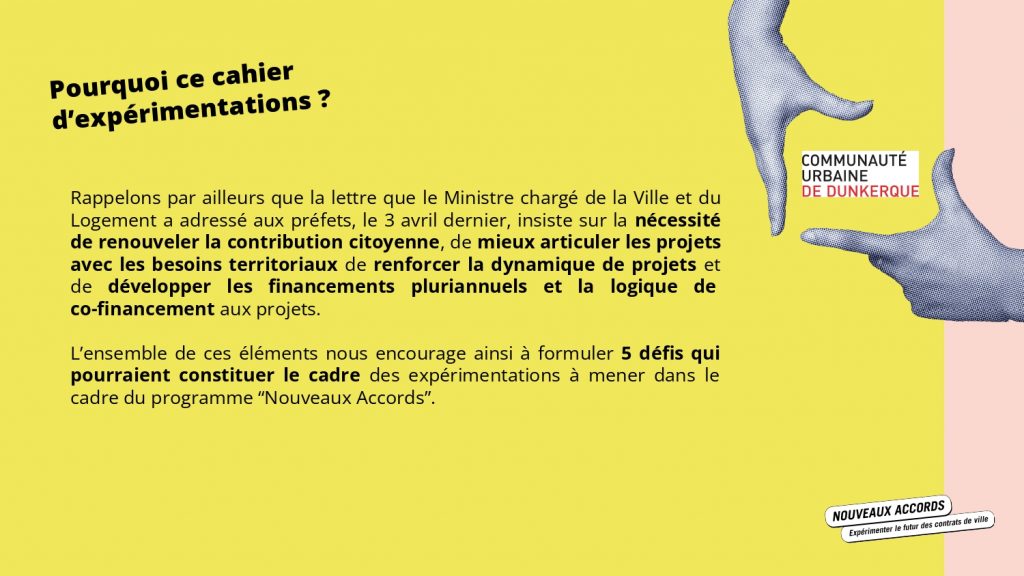 Pourquoi ce cahier
d’expérimentations ?
COMMUNAUTÉ
URBAINE
DE DUNKERQUE
Rappelons par ailleurs que la lettre que le Ministre chargé de la Ville et du
Logement a adressé aux préfets, le 3 avril dernier, insiste sur la nécessité
de renouveler la contribution citoyenne, de mieux articuler les projets
avec les besoins territoriaux de renforcer la dynamique de projets et
de développer les financements pluriannuels et la logique de
co-financement aux projets.
L’ensemble de ces éléments nous encourage ainsi à formuler 5 défis qui
pourraient constituer le cadre des expérimentations à mener dans le
cadre du programme “Nouveaux Accords”.
NOUVEAUX ACCORDS
Expérimenter le futur des contrats de ville